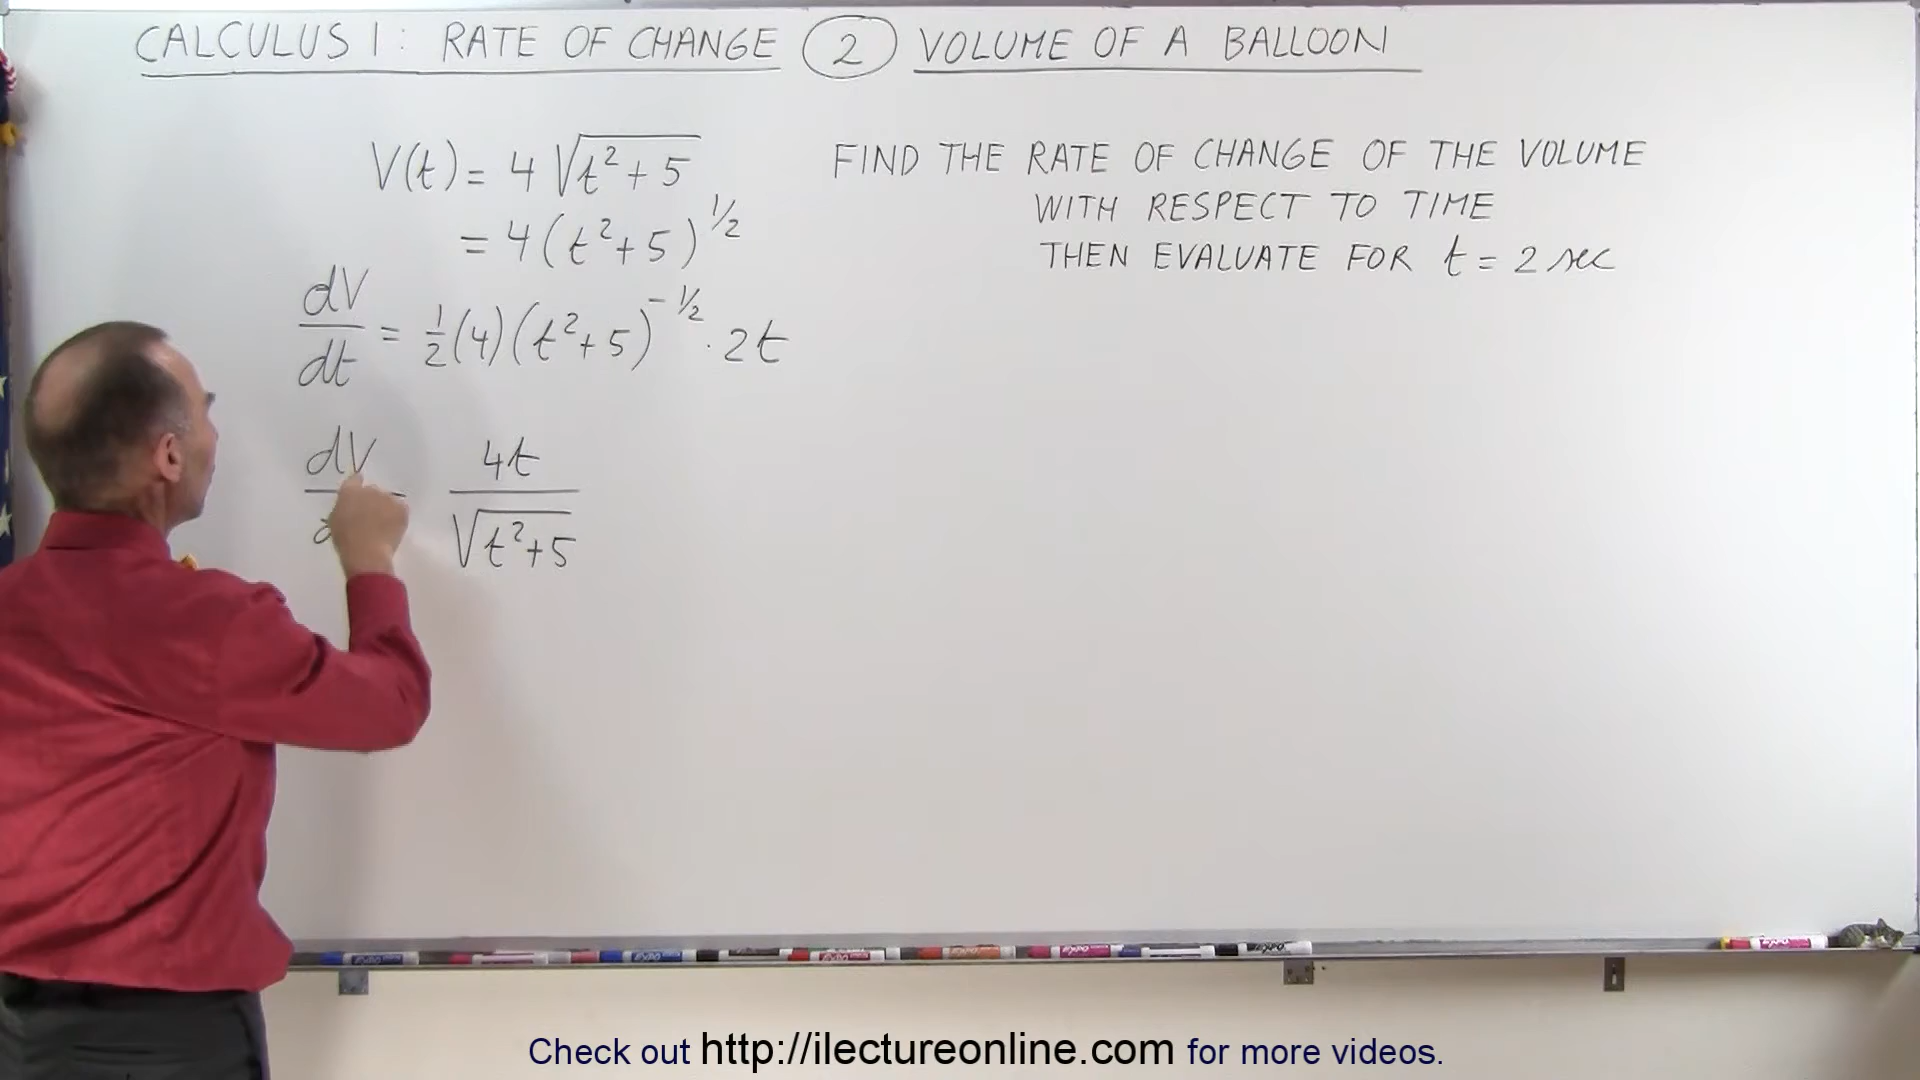 CALCULUS 1: RATE OF CHANGE 2 VOLUME OF A BALLOON
V(t) = 4 √(t² + 5)
= 4(t² + 5)^1/2
dV/dt = 1/2 (4)(t² + 5)^-1/2 · 2t
dV 4t/√(t² + 5)
FIND THE RATE OF CHANGE OF THE VOLUME
WITH RESPECT TO TIME
THEN EVALUATE FOR t = 2 sec
Check out http://ilectureonline.com for more videos.